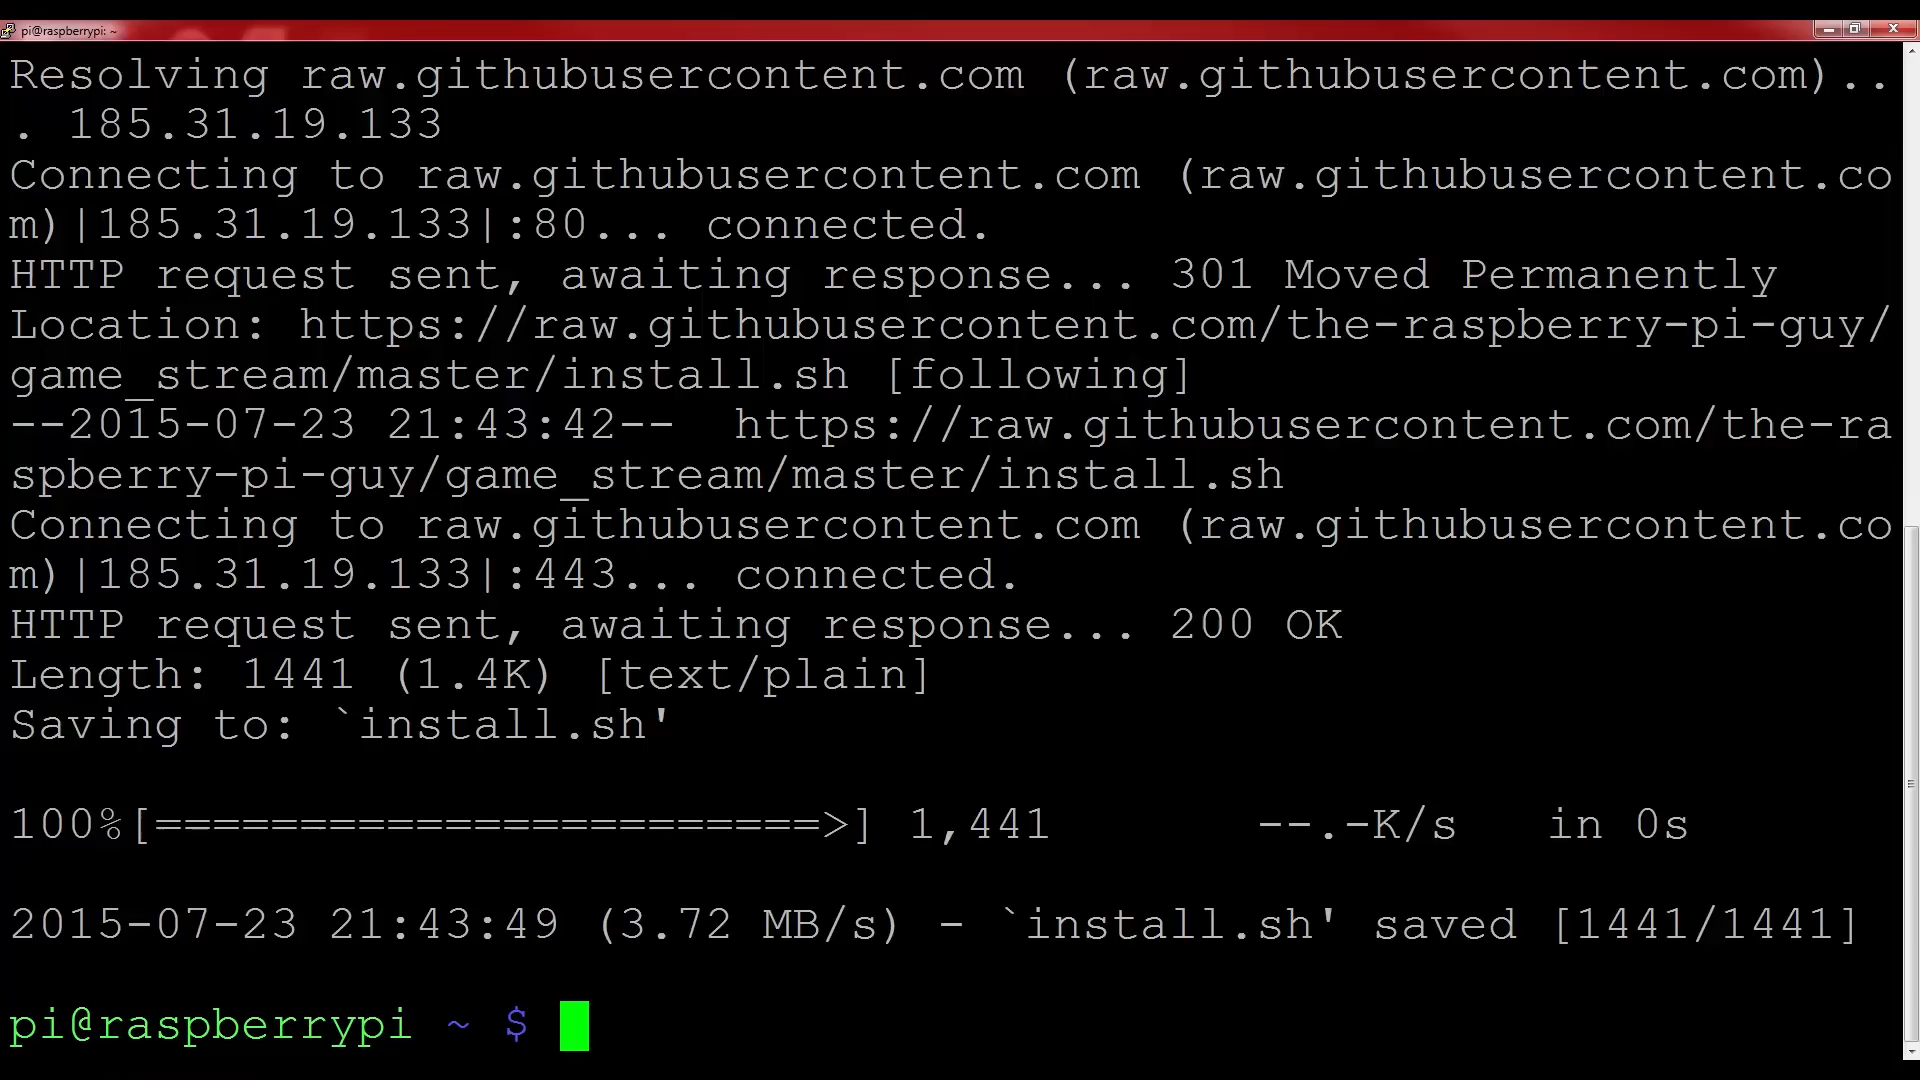 pi@raspberrypi: ~
Resolving raw.githubusercontent.com (raw.githubusercontent.com)..
. 185.31.19.133
Connecting to raw.githubusercontent.com (raw.githubusercontent.co
m)|185.31.19.133|:80... connected.
HTTP request sent, awaiting response... 301 Moved Permanently
Location: https://raw.githubusercontent.com/the-raspberry-pi-guy/
game_stream/master/install.sh [following]
--2015-07-23 21:43:42--  https://raw.githubusercontent.com/the-ra
spberry-pi-guy/game_stream/master/install.sh
Connecting to raw.githubusercontent.com (raw.githubusercontent.co
m)|185.31.19.133|:443... connected.
HTTP request sent, awaiting response... 200 OK
Length: 1441 (1.4K) [text/plain]
Saving to: `install.sh'
100%[=======================>] 1,441       --.-K/s   in 0s
2015-07-23 21:43:49 (3.72 MB/s) - `install.sh' saved [1441/1441]
pi@raspberrypi ~ $